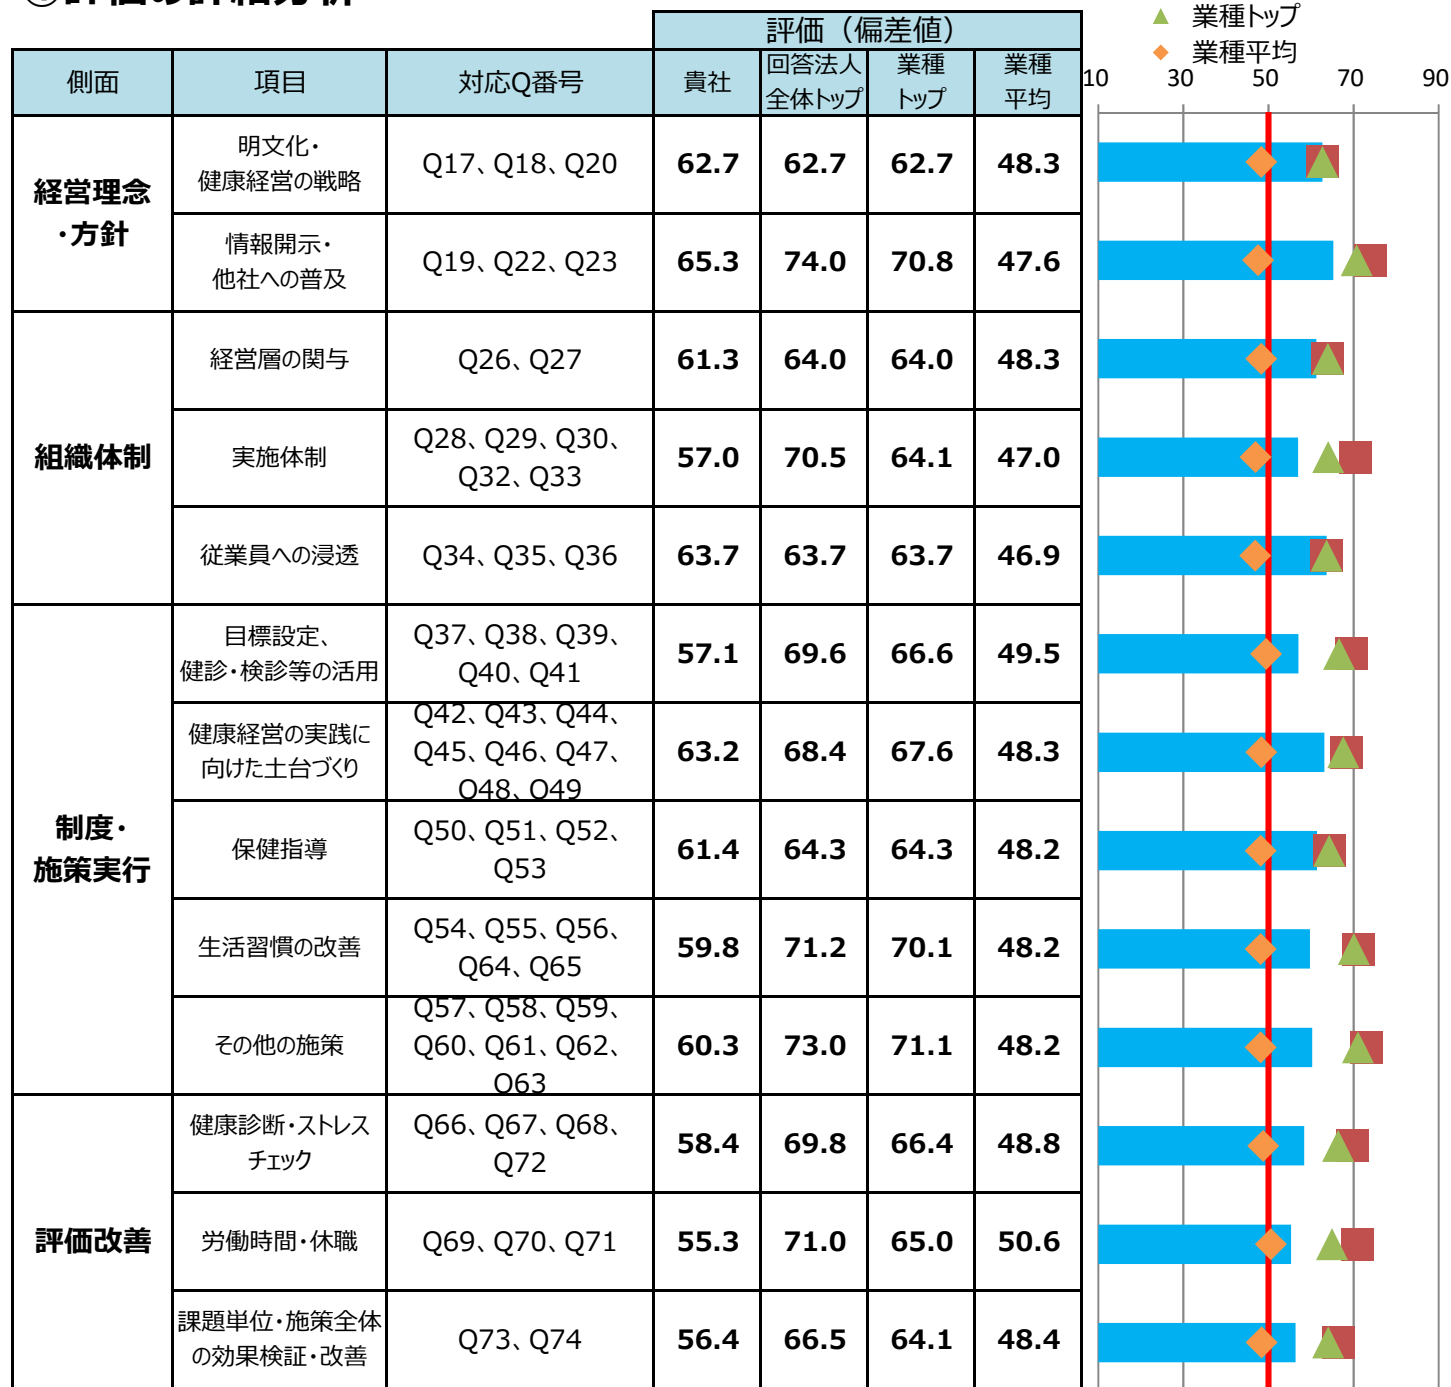 ①評価の詳細分析
▲ 業種トップ
◆ 業種平均
評価（偏差値）
側面 項目 対応Q番号 貴社 回答法人 業種 業種
全体トップ トップ 平均
10 30 50 70 90
経営理念
・方針
明文化・
健康経営の戦略
Q17、Q18、Q20 62.7 62.7 62.7 48.3
情報開示・
他社への普及
Q19、Q22、Q23 65.3 74.0 70.8 47.6
組織体制
経営層の関与 Q26、Q27 61.3 64.0 64.0 48.3
実施体制
Q28、Q29、Q30、
Q32、Q33
57.0 70.5 64.1 47.0
従業員への浸透 Q34、Q35、Q36 63.7 63.7 63.7 46.9
制度・
施策実行
目標設定、
健診・検診等の活用
Q37、Q38、Q39、
Q40、Q41
57.1 69.6 66.6 49.5
健康経営の実践に
向けた土台づくり
Q42、Q43、Q44、
Q45、Q46、Q47、
Q48、Q49
63.2 68.4 67.6 48.3
保健指導
Q50、Q51、Q52、
Q53
61.4 64.3 64.3 48.2
生活習慣の改善
Q54、Q55、Q56、
Q64、Q65
59.8 71.2 70.1 48.2
その他の施策
Q57、Q58、Q59、
Q60、Q61、Q62、
Q63
60.3 73.0 71.1 48.2
評価改善
健康診断・ストレス
チェック
Q66、Q67、Q68、
Q72
58.4 69.8 66.4 48.8
労働時間・休職 Q69、Q70、Q71 55.3 71.0 65.0 50.6
課題単位・施策全体
の効果検証・改善
Q73、Q74 56.4 66.5 64.1 48.4